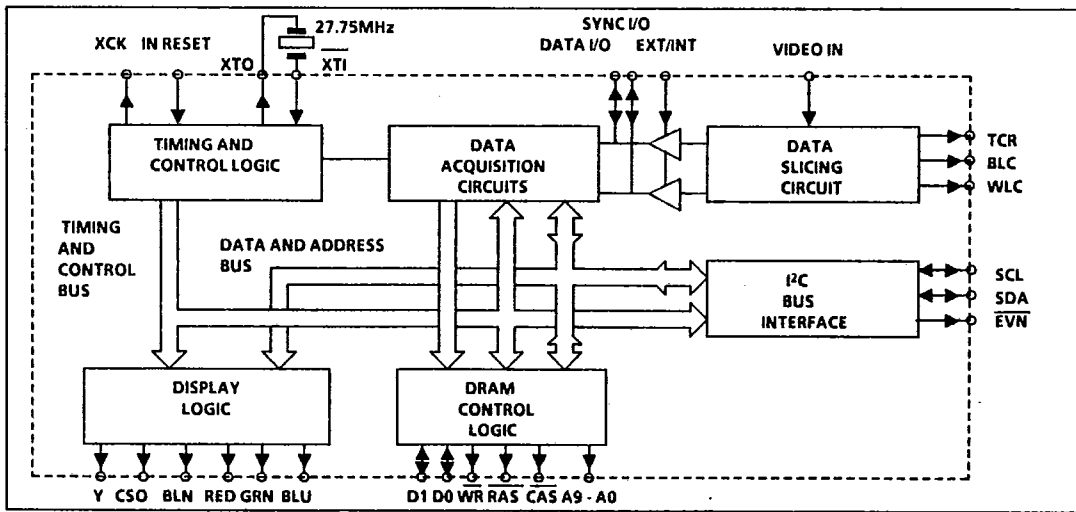 27.75MHz
SYNC I/O
XCK IN RESET
DATA I/O EXT/INT
VIDEO IN
XTO
XTI
TIMING AND
CONTROL LOGIC
DATA
ACQUISITION
CIRCUITS
DATA
SLICING
CIRCUIT
TCR
BLC
WLC
TIMING
AND
CONTROL
BUS
DATA AND ADDRESS
BUS
I²C
BUS
INTERFACE
SCL
SDA
EVN
DISPLAY
LOGIC
DRAM
CONTROL
LOGIC
Y CSO BLN RED GRN BLU
D1 D0 WR RAS CAS A9 - A0